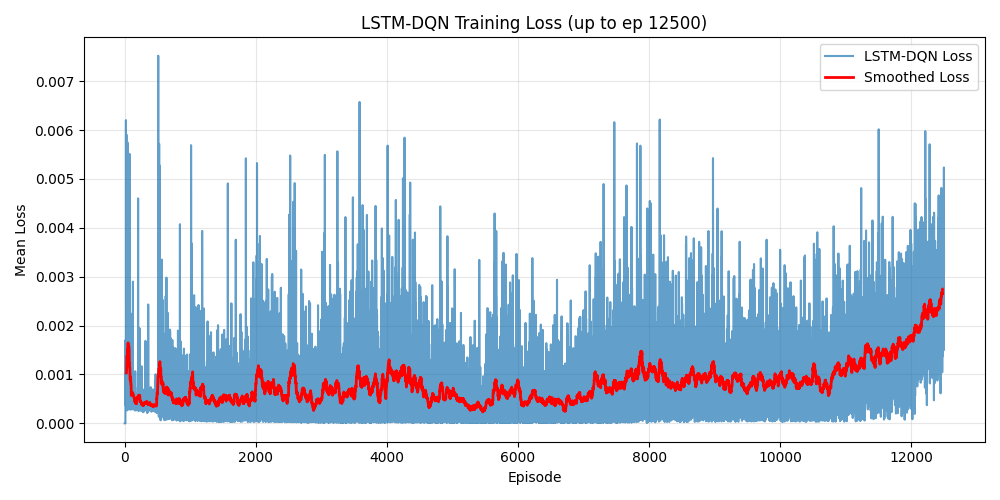 LSTM-DQN Training Loss (up to ep 12500)
LSTM-DQN Loss
Smoothed Loss
Mean Loss
0.007
0.006
0.005
0.004
0.003
0.002
0.001
0.000
0 2000 4000 6000 8000 10000 12000
Episode